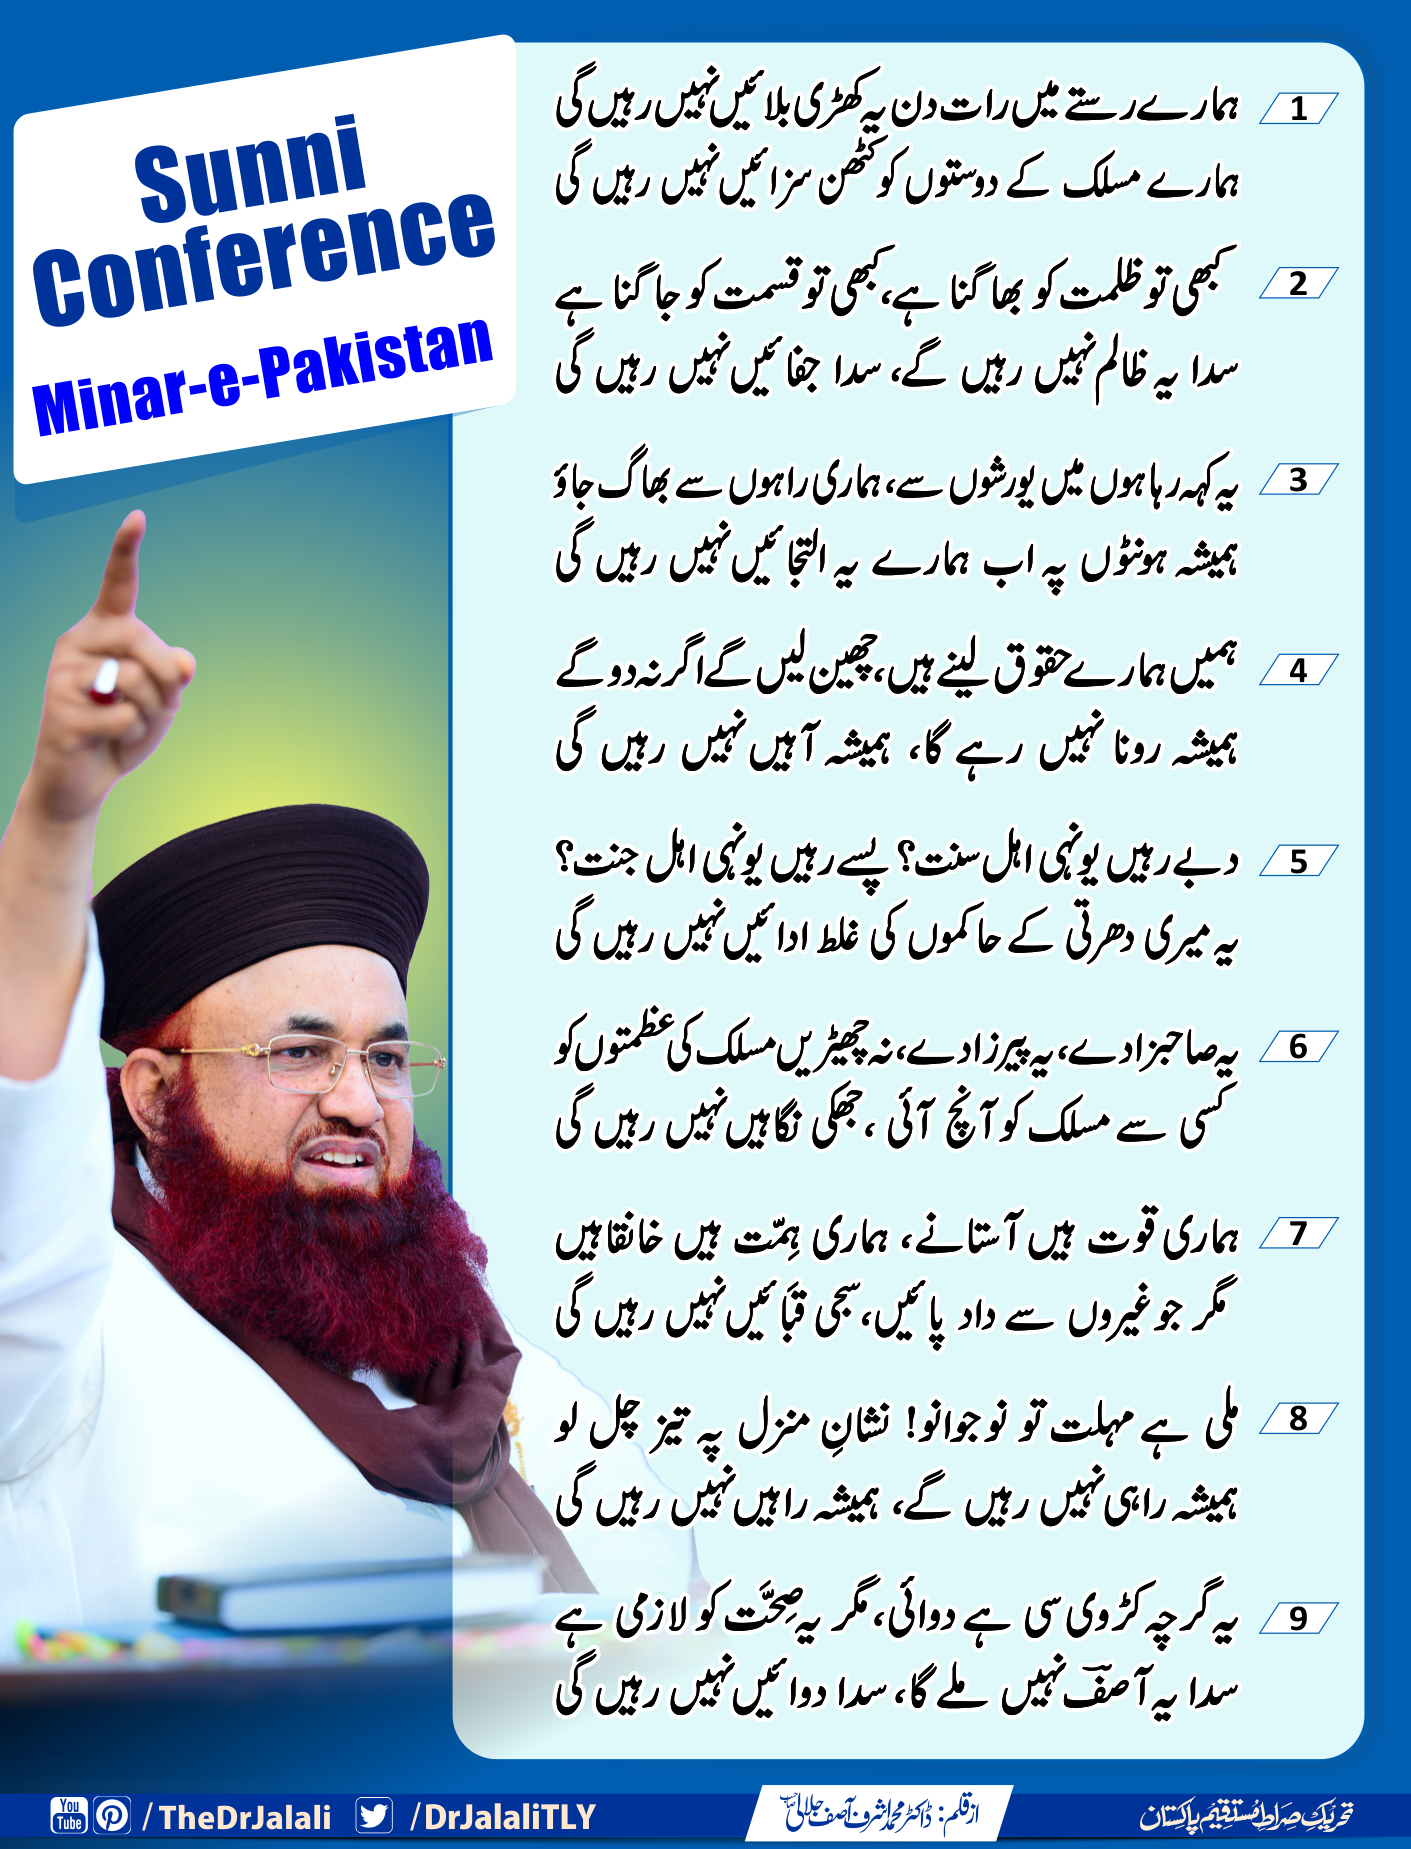 Sunni
Conference
Minar-e-Pakistan
1
ہمارے رستے میں رات دن یہ کھڑی بلائیں نہیں رہیں گی
ہمارے مسلک کے دوستوں کو کٹھن سزائیں نہیں رہیں گی
2
کبھی تو ظلمت کو بھاگنا ہے، کبھی تو قسمت کو جاگنا ہے
سدا یہ ظالم نہیں رہیں گے، سدا جفائیں نہیں رہیں گی
3
یہ کہہ رہا ہوں میں یورشوں سے، ہماری راہوں سے بھاگ جاؤ
ہمیشہ ہونٹوں پہ اب ہمارے یہ التجائیں نہیں رہیں گی
4
ہمیں ہمارے حقوق لینے ہیں، چھین لیں گے اگر نہ دو گے
ہمیشہ رونا نہیں رہے گا، ہمیشہ آہیں نہیں رہیں گی
5
دبے رہیں یونہی اہل سنت؟ پسے رہیں یونہی اہل جنت؟
یہ میری دھرتی کے حاکموں کی غلط ادائیں نہیں رہیں گی
6
یہ صاحبزادے، یہ پیرزادے، نہ چھیڑیں مسلک کی عظمتوں کو
کسی سے مسلک کو آنچ آئی ، جھکی نگاہیں نہیں رہیں گی
7
ہماری قوت ہیں آستانے، ہماری ہِمّت ہیں خانقاہیں
مگر جو غیروں سے داد پائیں، سجی قبَائیں نہیں رہیں گی
8
ملی ہے مہلت تو نوجوانو! نشانِ منزل پہ تیز چل لو
ہمیشہ راہی نہیں رہیں گے، ہمیشہ راہیں نہیں رہیں گی
9
یہ گرچہ کڑوی سی ہے دوائی، مگر یہ صِحَّت کو لازمی ہے
سدا یہ آصفؔ نہیں ملے گا، سدا دوائیں نہیں رہیں گی
You Tube /TheDrJalali /DrJalaliTLY
ازقلم: ڈاکٹر محمد اشرف آصف جلالی صاحب
تحریکِ صراطِ مُستقیم پاکستان